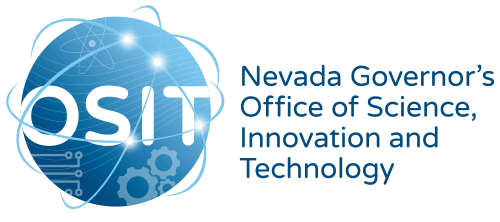 OSIT
Nevada Governor's
Office of Science,
Innovation and
Technology